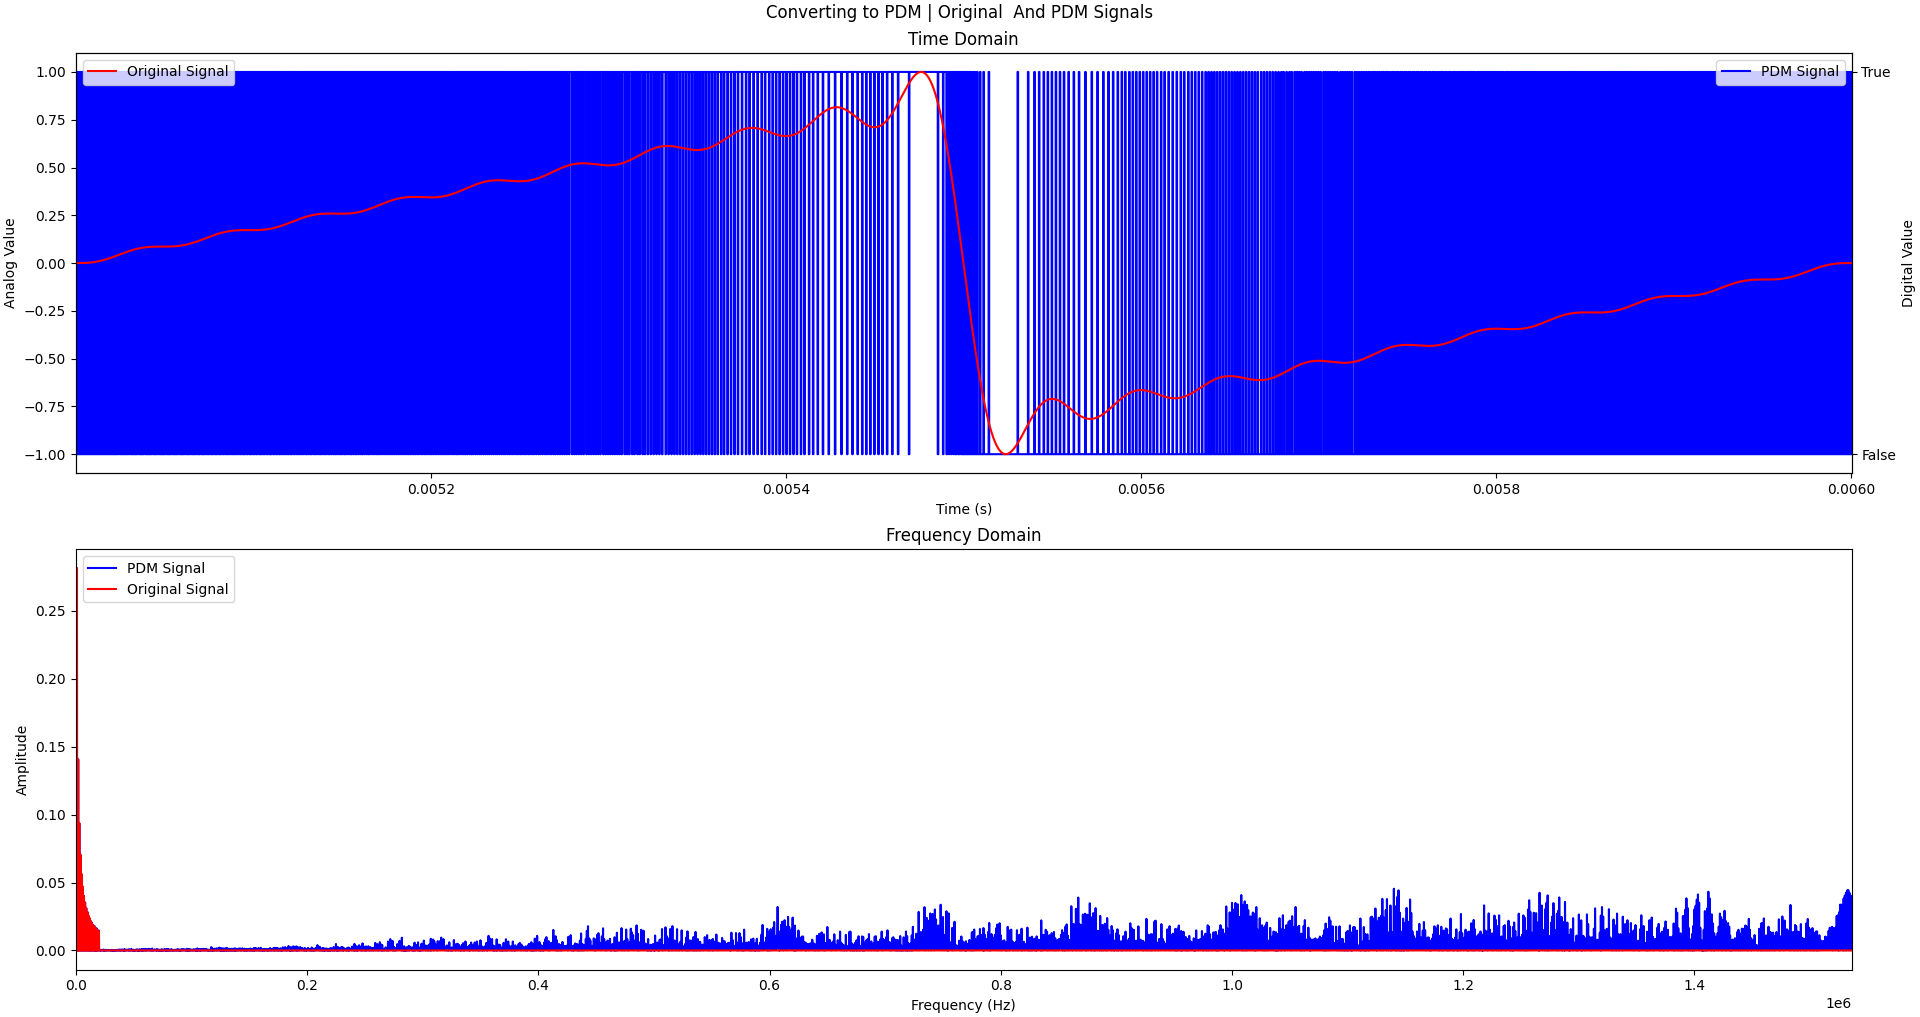 Converting to PDM | Original  And PDM Signals
Time Domain
Original Signal
PDM Signal
1.00
0.75
0.50
0.25
0.00
−0.25
−0.50
−0.75
−1.00
Analog Value
True
False
Digital Value
0.0052
0.0054
0.0056
0.0058
0.0060
Time (s)
Frequency Domain
PDM Signal
Original Signal
0.25
0.20
0.15
0.10
0.05
0.00
Amplitude
0.0
0.2
0.4
0.6
0.8
1.0
1.2
1.4
1e6
Frequency (Hz)